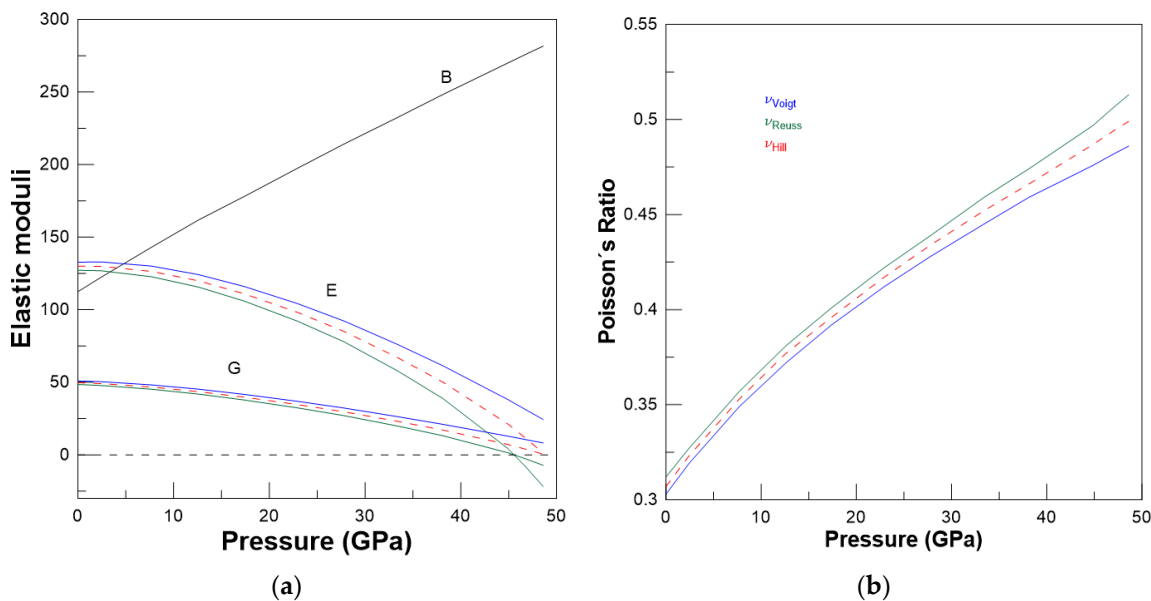 300
250
200
150
100
50
0
Elastic moduli
B
E
G
0
10
20
30
40
50
Pressure (GPa)
(a)
0.55
0.5
0.45
0.4
0.35
0.3
Poisson´s Ratio
νVoigt
νReuss
νHill
0
10
20
30
40
50
Pressure (GPa)
(b)